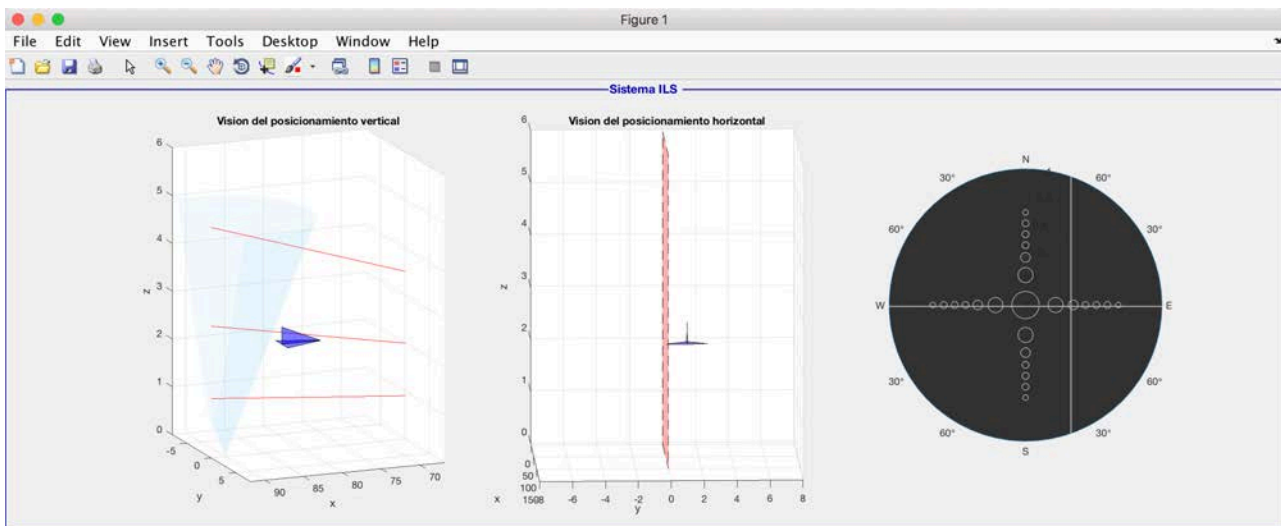 Figure 1
File Edit View Insert Tools Desktop Window Help
Sistema ILS
Vision del posicionamiento vertical
6
5
4
3
2
1
0
z
-5
0
5
y
90
85
80
75
70
x
Vision del posicionamiento horizontal
6
5
4
3
2
1
0
z
0
50
100
150
x
-8
-6
-4
-2
0
2
4
6
8
y
N
60°
30°
E
60°
30°
S
60°
30°
W
60°
30°